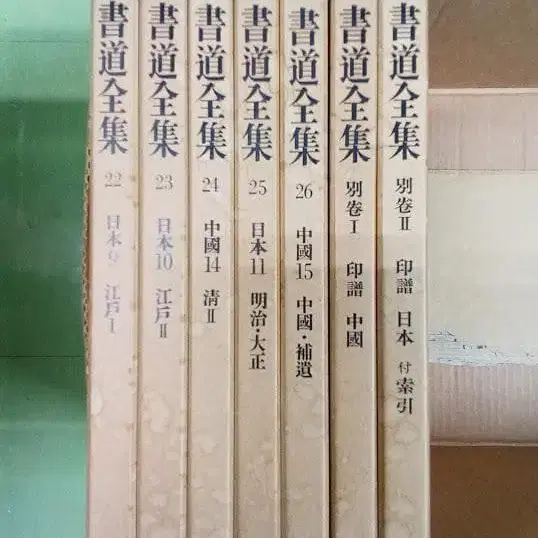 書道全集 22 日本9 江戸Ⅰ
書道全集 23 日本10 江戸Ⅱ
書道全集 24 中國14 清Ⅱ
書道全集 25 日本11 明治・大正
書道全集 26 中國15 中國・補遺
書道全集 別卷Ⅰ 印譜 中國
書道全集 別卷Ⅱ 印譜 日本 付 索引